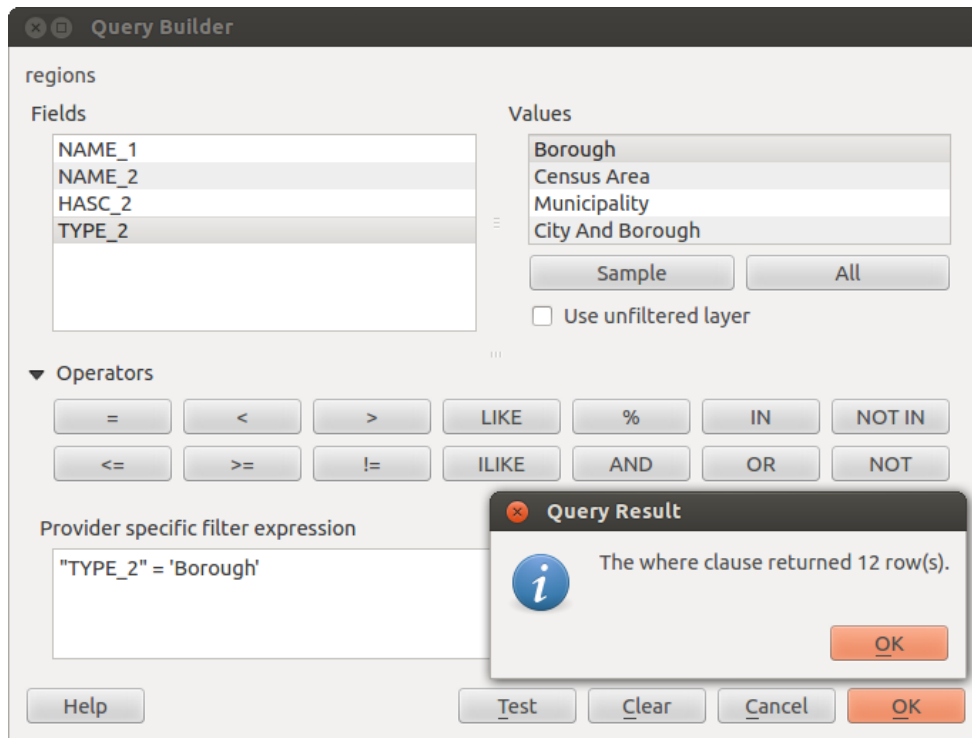 Query Builder
regions
Fields
NAME_1
NAME_2
HASC_2
TYPE_2
Values
Borough
Census Area
Municipality
City And Borough
Sample All
Use unfiltered layer
Operators
= < > LIKE % IN NOT IN
<= >= != ILIKE AND OR NOT
Provider specific filter expression
"TYPE_2" = 'Borough'
Query Result
The where clause returned 12 row(s).
OK
Help Test Clear Cancel OK